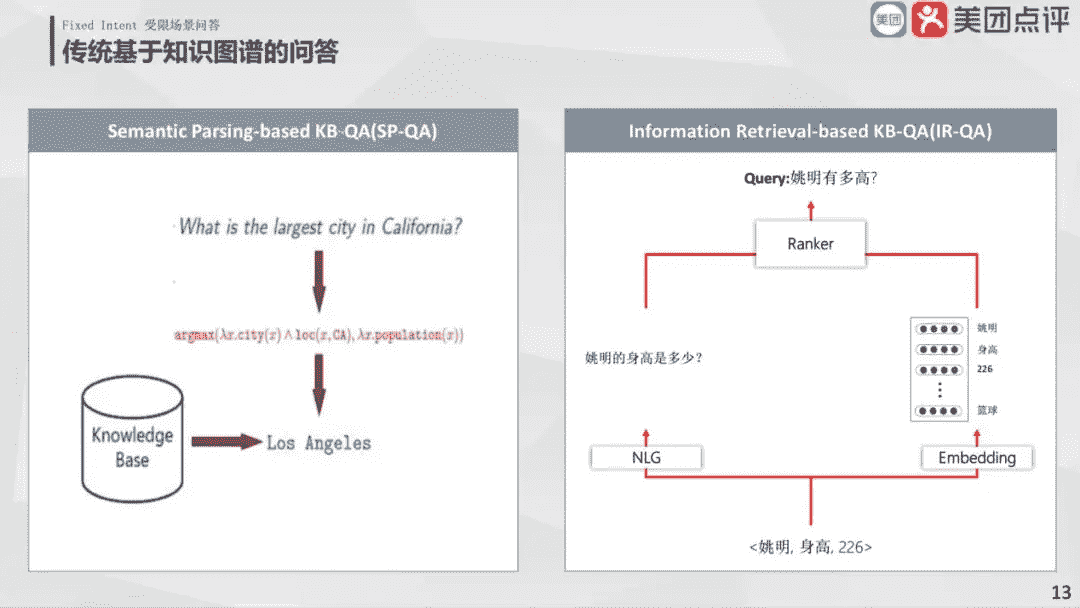 Fixed Intent 受限场景问答
传统基于知识图谱的问答
美团
美团点评
Semantic Parsing-based KB-QA(SP-QA)
What is the largest city in California?
argmax(λx.city(x) ∧ loc(x, CA), λx.population(x))
Knowledge
Base
Los Angeles
Information Retrieval-based KB-QA(IR-QA)
Query:姚明有多高?
Ranker
姚明的身高是多少?
姚明
身高
226
篮球
NLG
Embedding
<姚明, 身高, 226>
13